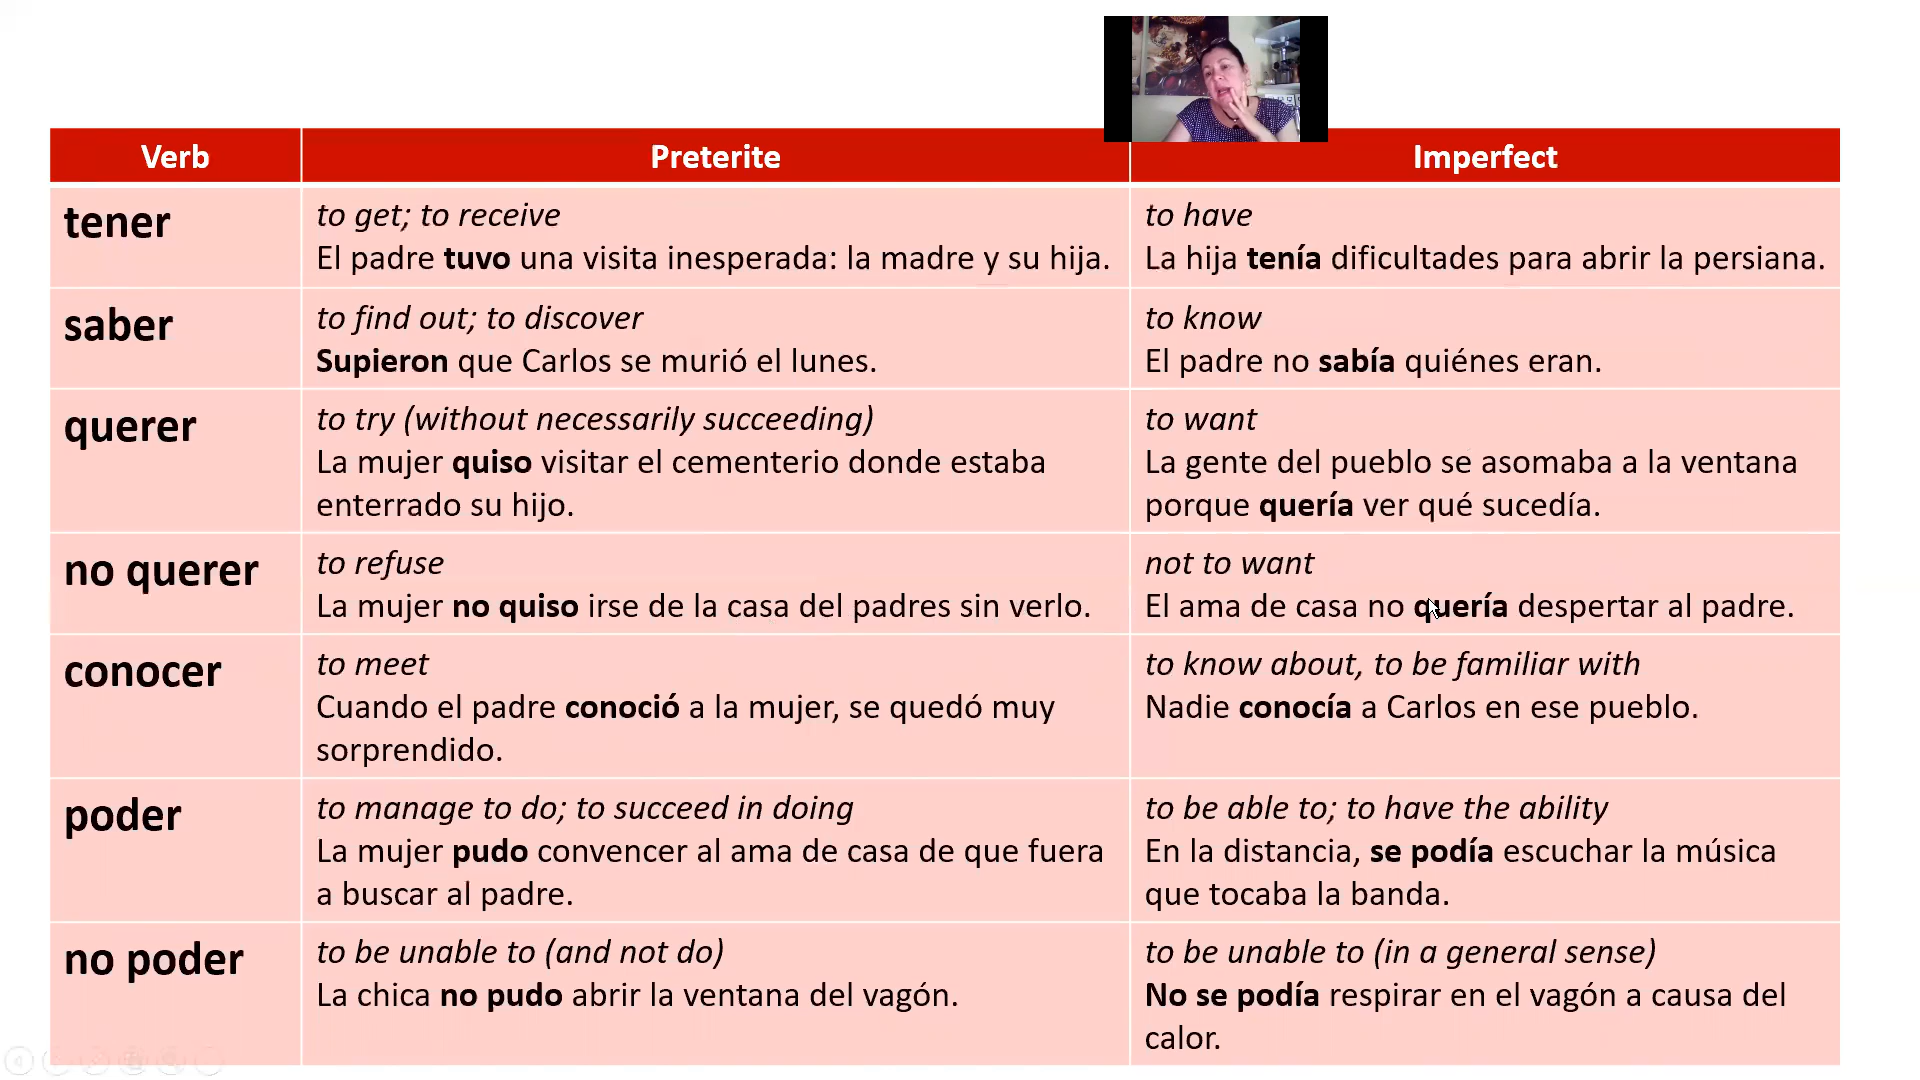 Verb Preterite Imperfect
tener
to get; to receive
El padre tuvo una visita inesperada: la madre y su hija.
to have
La hija tenía dificultades para abrir la persiana.
saber
to find out; to discover
Supieron que Carlos se murió el lunes.
to know
El padre no sabía quiénes eran.
querer
to try (without necessarily succeeding)
La mujer quiso visitar el cementerio donde estaba
enterrado su hijo.
to want
La gente del pueblo se asomaba a la ventana
porque quería ver qué sucedía.
no querer
to refuse
La mujer no quiso irse de la casa del padres sin verlo.
not to want
El ama de casa no quería despertar al padre.
conocer
to meet
Cuando el padre conoció a la mujer, se quedó muy
sorprendido.
to know about, to be familiar with
Nadie conocía a Carlos en ese pueblo.
poder
to manage to do; to succeed in doing
La mujer pudo convencer al ama de casa de que fuera
a buscar al padre.
to be able to; to have the ability
En la distancia, se podía escuchar la música
que tocaba la banda.
no poder
to be unable to (and not do)
La chica no pudo abrir la ventana del vagón.
to be unable to (in a general sense)
No se podía respirar en el vagón a causa del
calor.